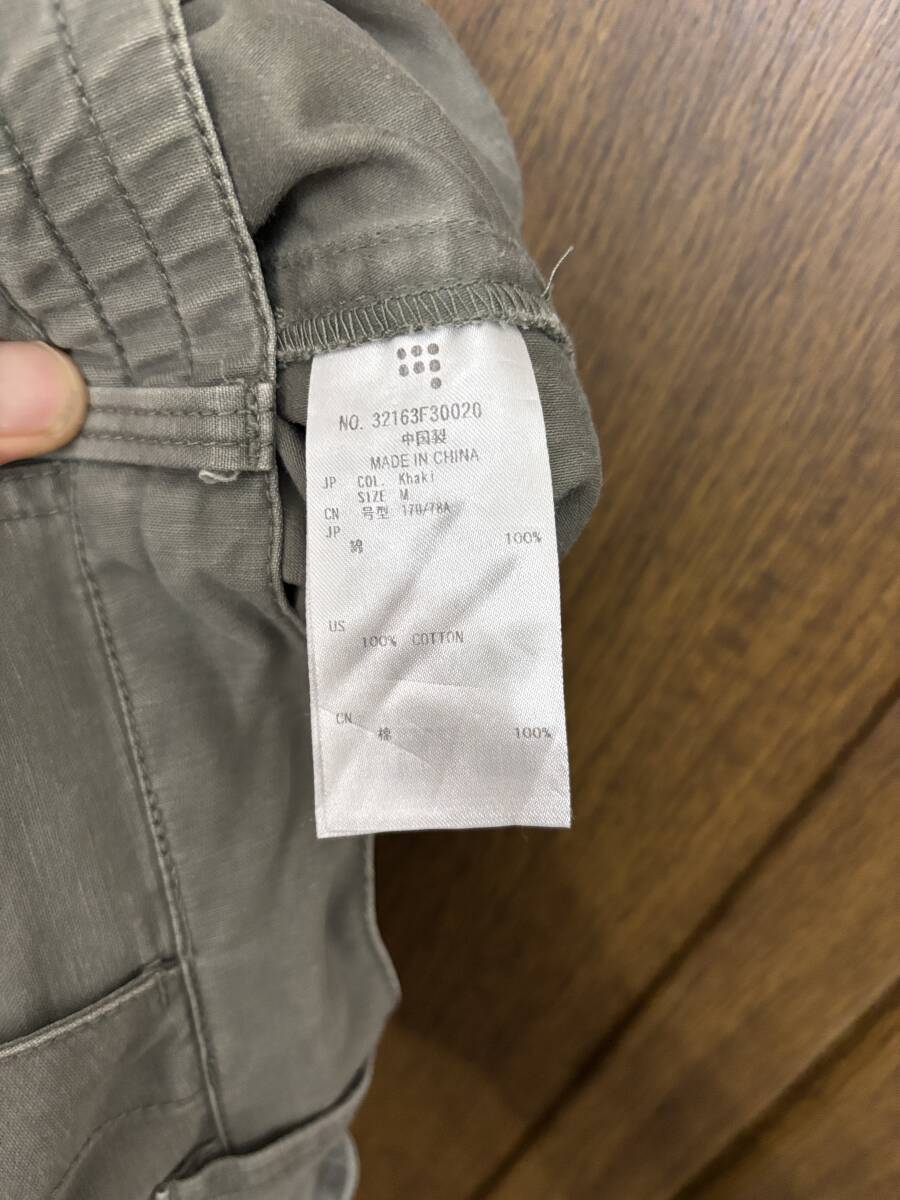 NO. 32163F30020
中国製
MADE IN CHINA
JP COL. Khaki
SIZE M
CN 号型 170/78A
JP
綿 100%
US
100% COTTON
CN
棉 100%